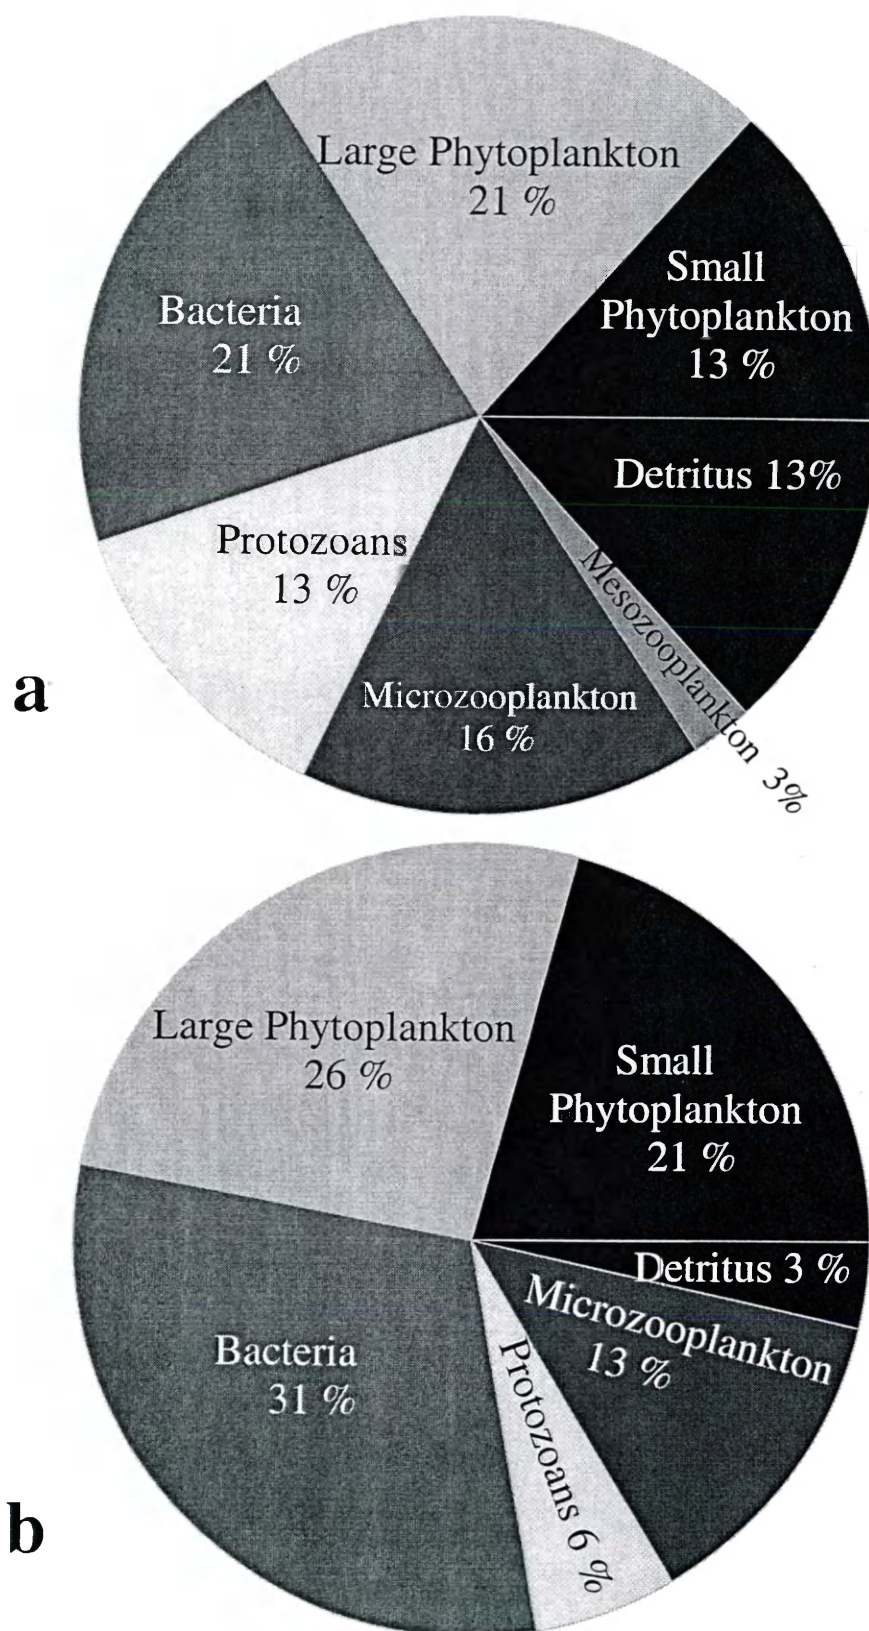 Large Phytoplankton
21 %
Small
Phytoplankton
13 %
Bacteria
21 %
Detritus 13%
Protozoans
13 %
Mesozooplankton 3%
Microzooplankton
16 %
a
Large Phytoplankton
26 %
Small
Phytoplankton
21 %
Detritus 3 %
Microzooplankton
13 %
Bacteria
31 %
Protozoans 6 %
b